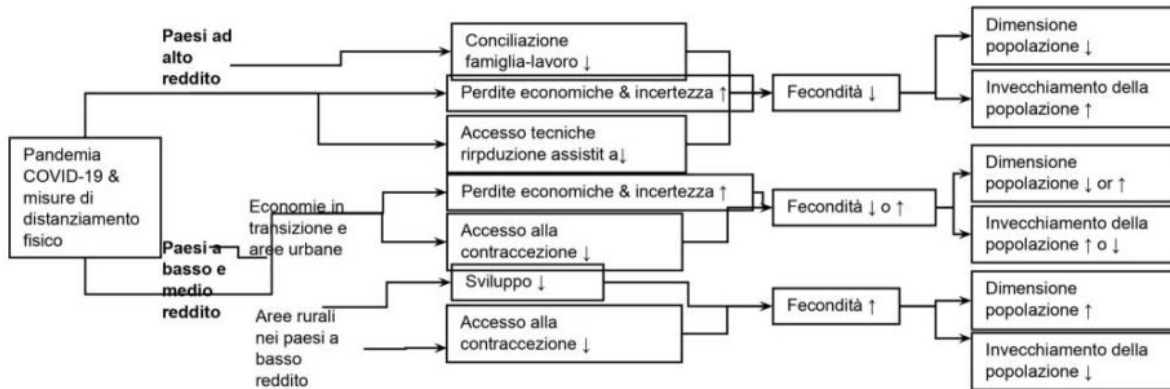 Paesi ad
alto
reddito
Conciliazione
famiglia-lavoro ↓
Perdite economiche & incertezza ↑
Accesso tecniche
rirpduzione assistit a↓
Fecondità ↓
Dimensione
popolazione ↓
Invecchiamento della
popolazione ↑
Pandemia
COVID-19 &
misure di
distanziamento
fisico
Paesi a
basso e
medio
reddito
Economie in
transizione e
aree urbane
Perdite economiche & incertezza ↑
Accesso alla
contraccezione ↓
Fecondità ↓ o ↑
Dimensione
popolazione ↓ or ↑
Invecchiamento della
popolazione ↑ o ↓
Aree rurali
nei paesi a
basso
reddito
Sviluppo ↓
Accesso alla
contraccezione ↓
Fecondità ↑
Dimensione
popolazione ↑
Invecchiamento della
popolazione ↓